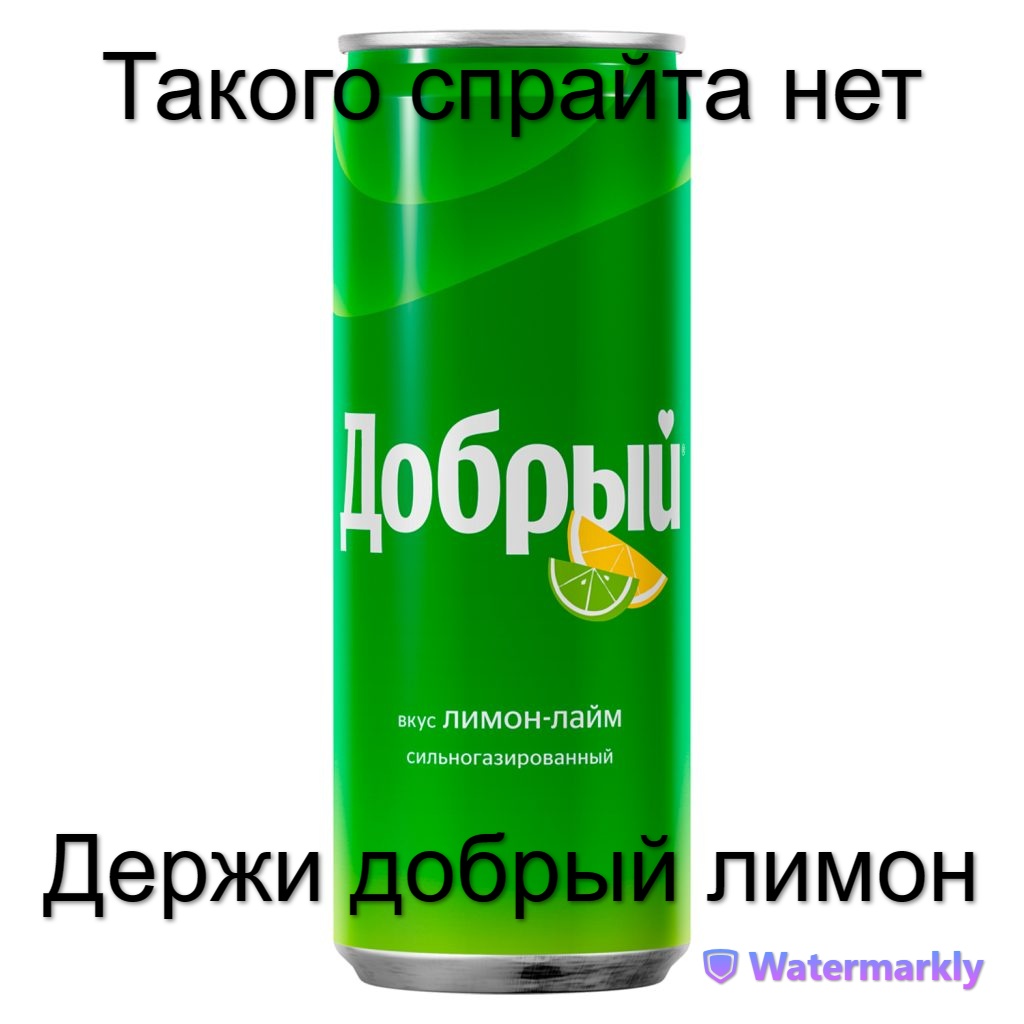 Такого спрайта нет
Добрый
вкус лимон-лайм
сильногазированный
Держи добрый лимон
Watermarkly